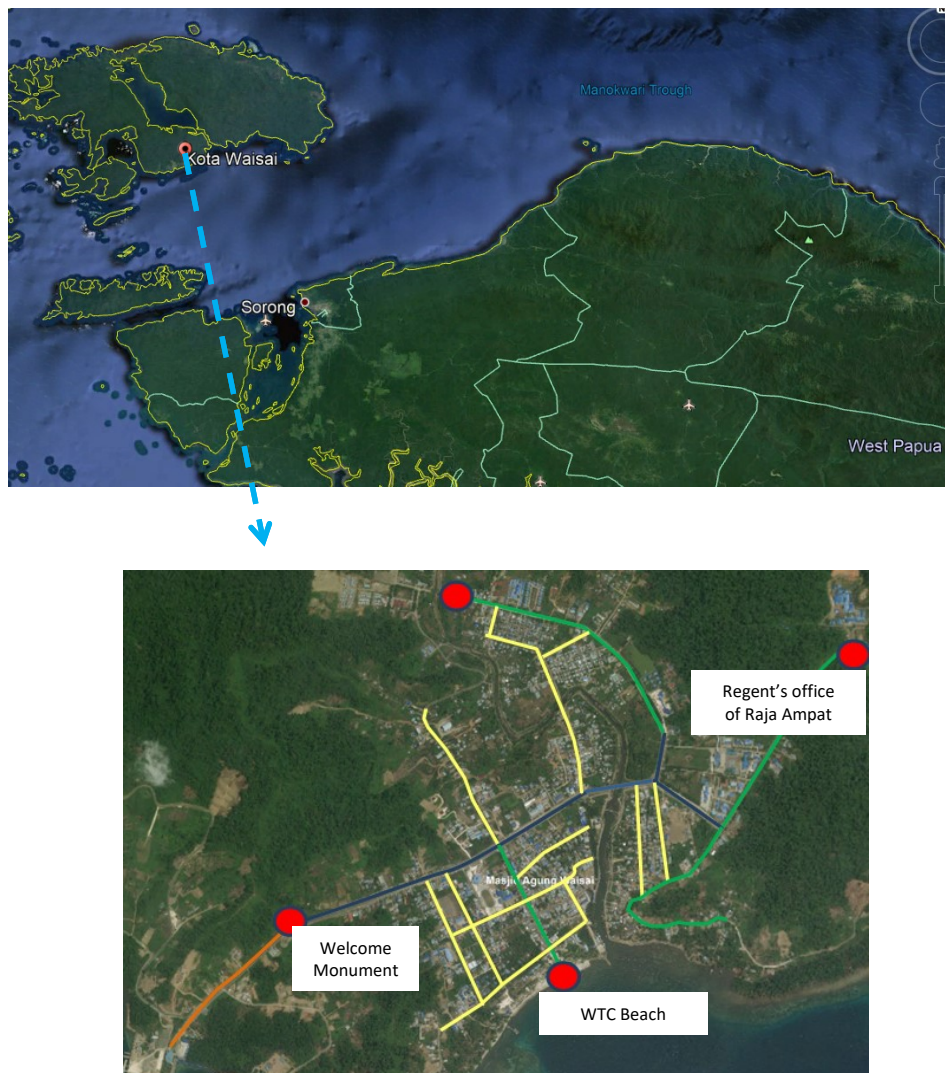 Manokwari Trough
Kota Waisai
Sorong
West Papua
Regent's office
of Raja Ampat
Masjid Agung Waisai
Welcome
Monument
WTC Beach